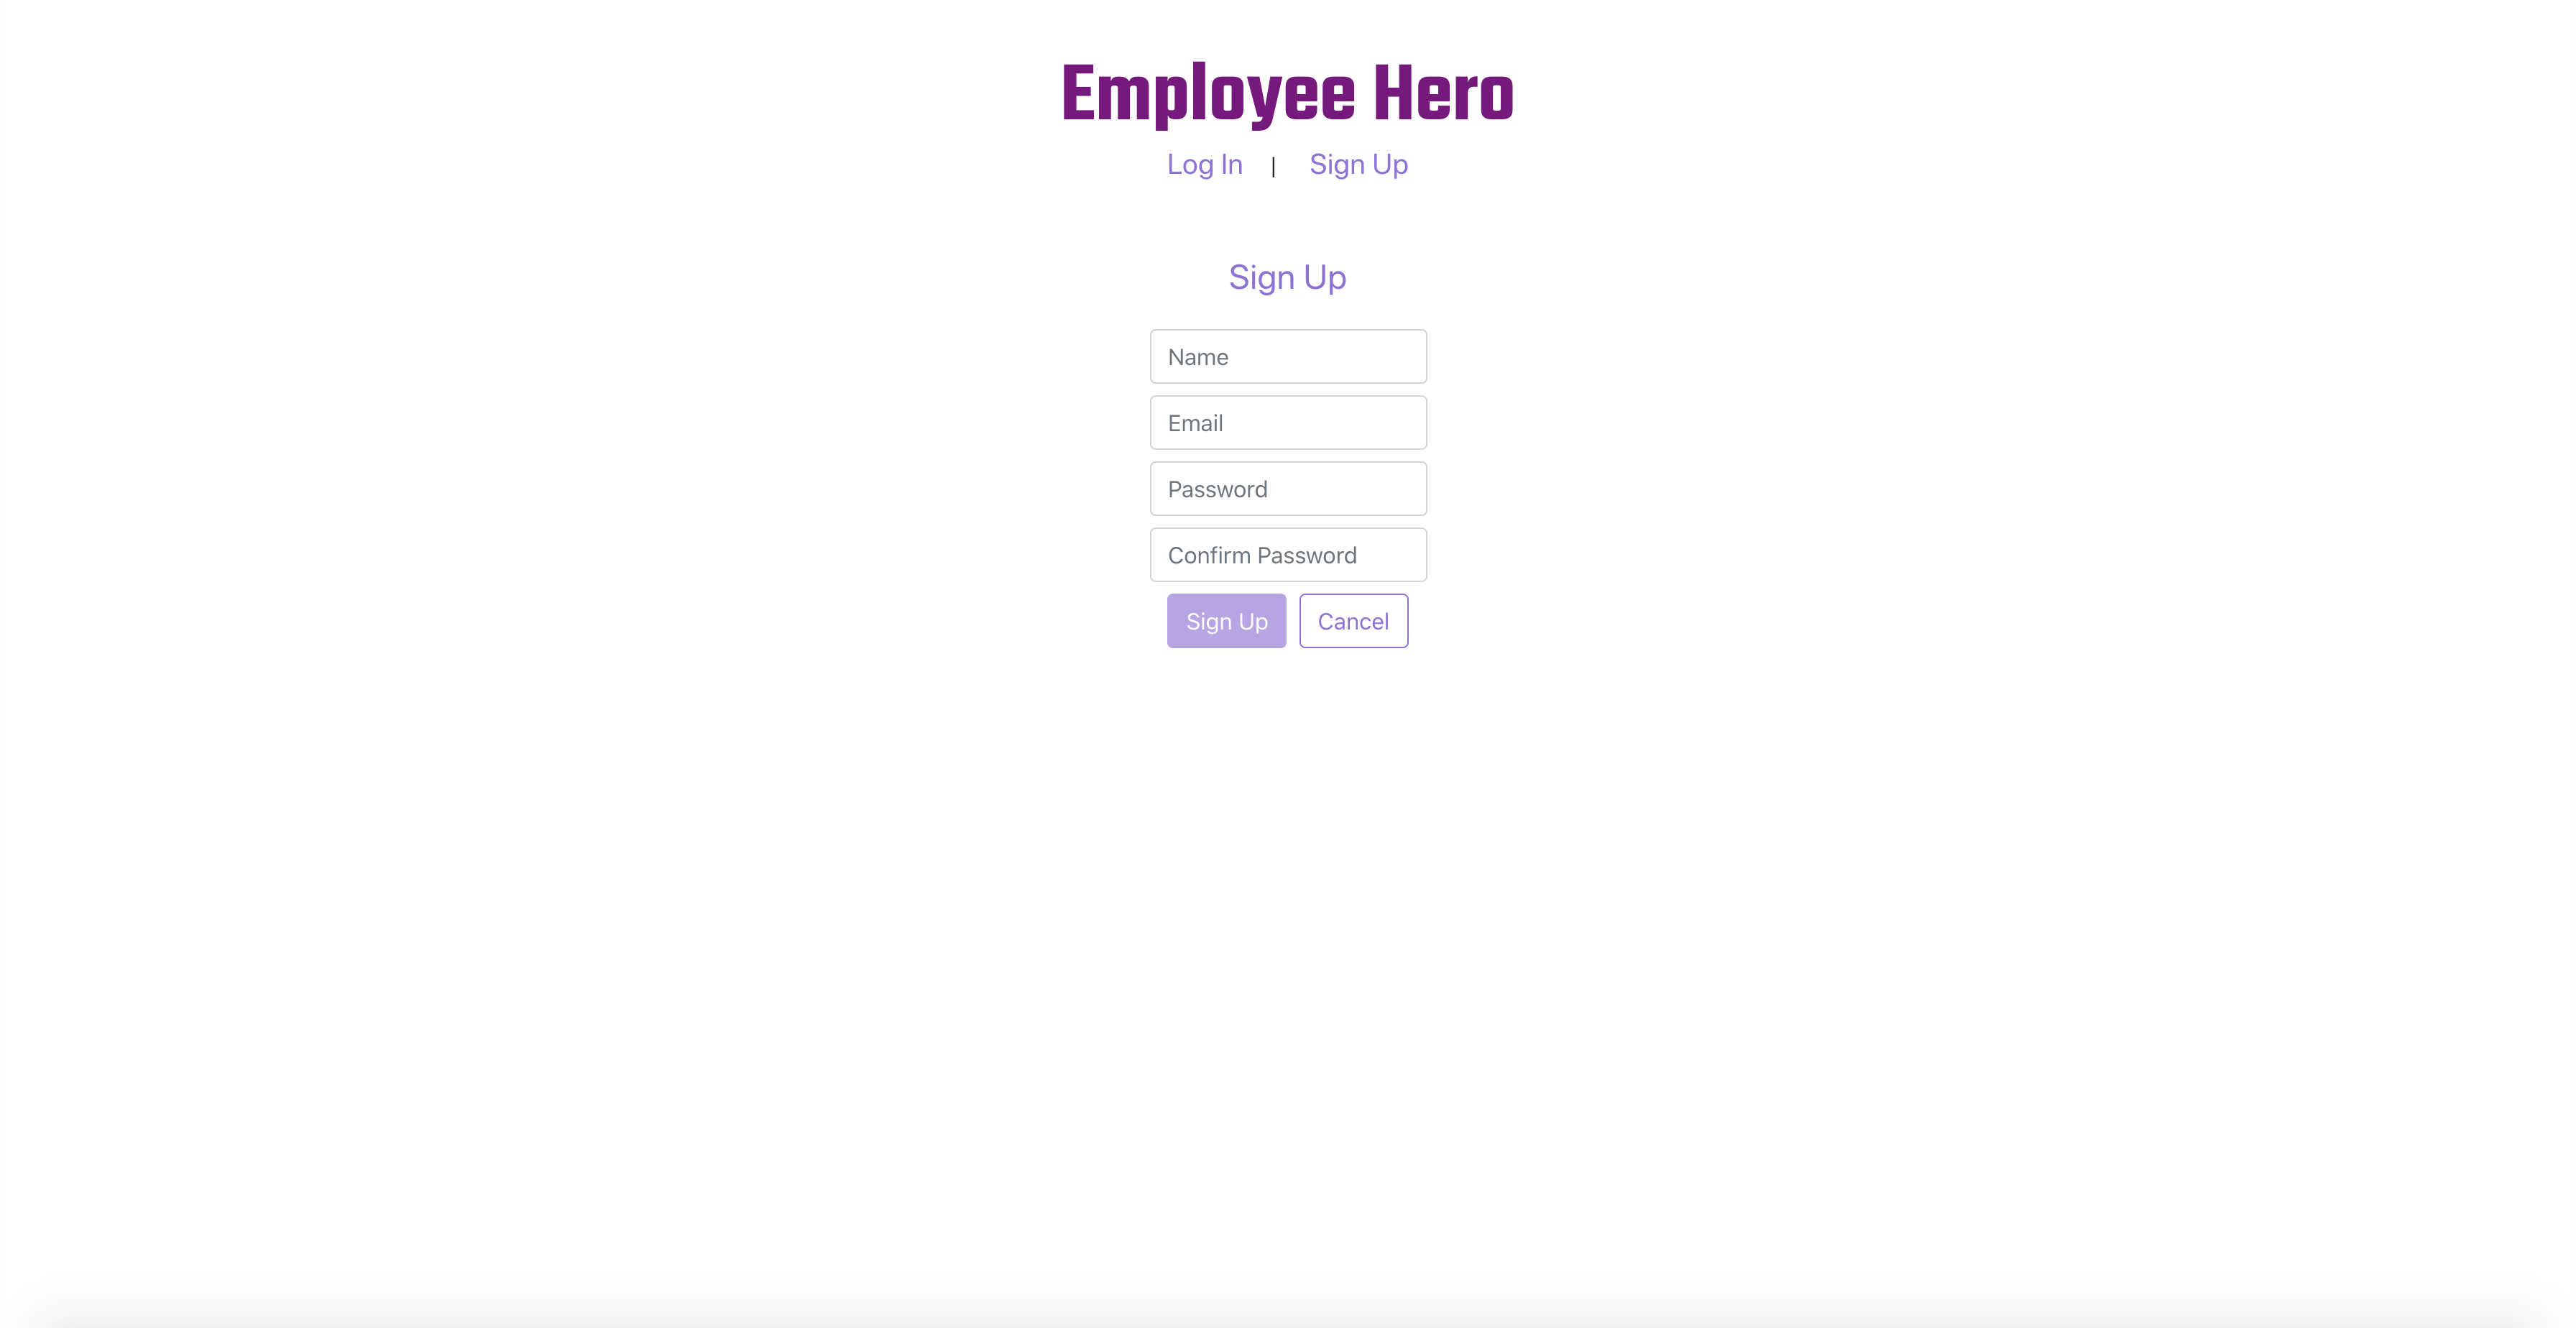 Employee Hero
Log In | Sign Up
Sign Up
Name
Email
Password
Confirm Password
Sign Up Cancel